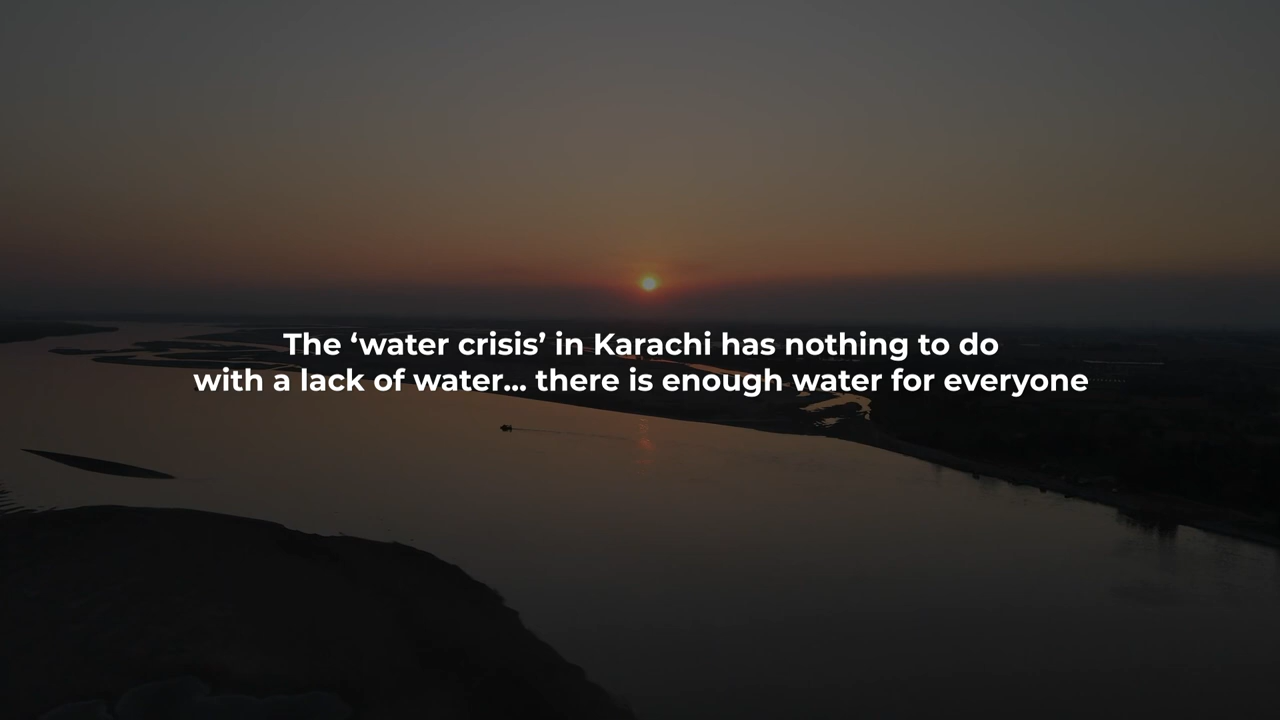 The ‘water crisis’ in Karachi has nothing to do
with a lack of water... there is enough water for everyone